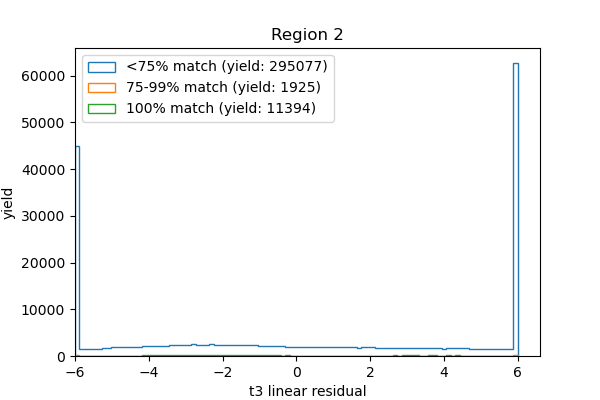 Region 2
<75% match (yield: 295077)
75-99% match (yield: 1925)
100% match (yield: 11394)
yield
60000
50000
40000
30000
20000
10000
0
−6 −4 −2 0 2 4 6
t3 linear residual